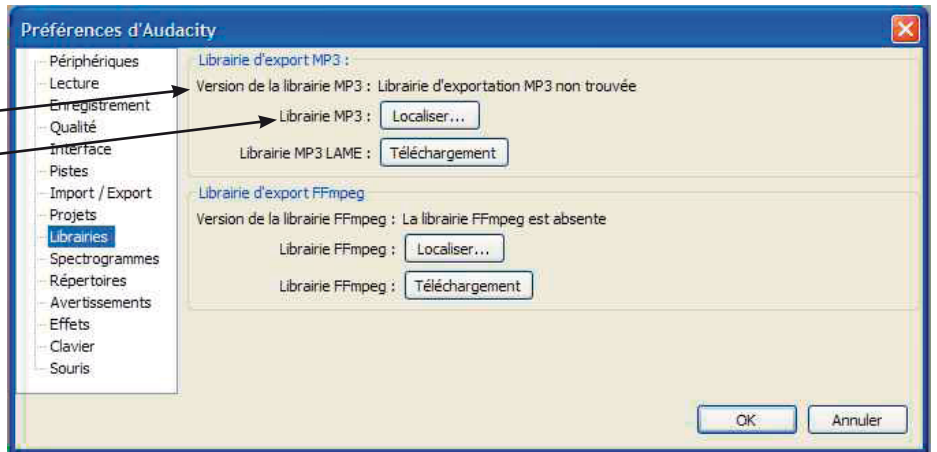 Préférences d'Audacity
Périphériques
Lecture
Enregistrement
Qualité
Interface
Pistes
Import / Export
Projets
Librairies
Spectrogrammes
Répertoires
Avertissements
Effets
Clavier
Souris
Librairie d'export MP3 :
Version de la librairie MP3 : Librairie d'exportation MP3 non trouvée
Librairie MP3 : Localiser...
Librairie MP3 LAME : Téléchargement
Librairie d'export FFmpeg
Version de la librairie FFmpeg : La librairie FFmpeg est absente
Librairie FFmpeg : Localiser...
Librairie FFmpeg : Téléchargement
OK Annuler